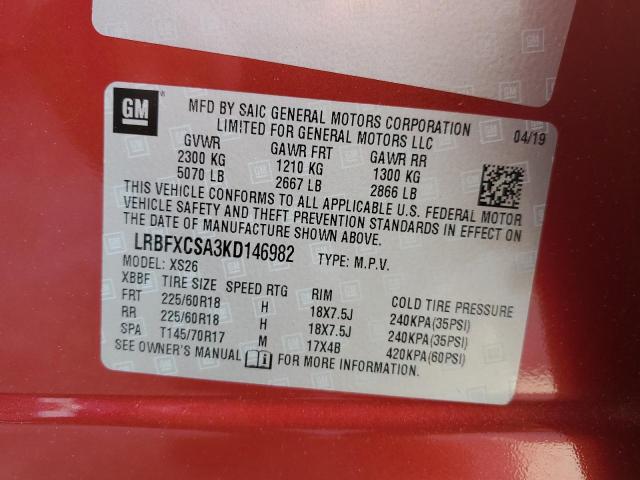 GM
MFD BY SAIC GENERAL MOTORS CORPORATION
LIMITED FOR GENERAL MOTORS LLC
04/19
GVWR GAWR FRT GAWR RR
2300 KG 1210 KG 1300 KG
5070 LB 2667 LB 2866 LB
THIS VEHICLE CONFORMS TO ALL APPLICABLE U.S. FEDERAL MOTOR
VEHICLE SAFETY AND THEFT PREVENTION STANDARDS IN EFFECT ON
THE DATE OF MANUFACTURE SHOWN ABOVE.
LRBFXCSA3KD146982 TYPE: M.P.V.
MODEL: XS26
XBBF TIRE SIZE SPEED RTG RIM COLD TIRE PRESSURE
FRT 225/60R18 H 18X7.5J 240KPA(35PSI)
RR 225/60R18 H 18X7.5J 240KPA(35PSI)
SPA T145/70R17 M 17X4B 420KPA(60PSI)
SEE OWNER'S MANUAL FOR MORE INFORMATION.